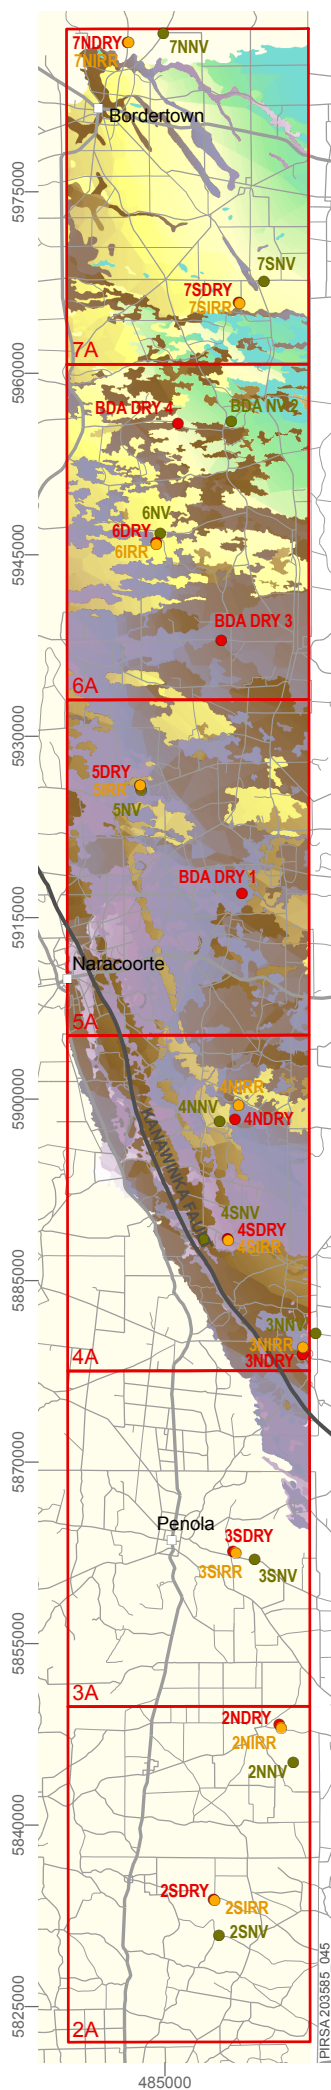 7NDRY
7NNV
7NIRR
Bordertown
5975000
7SNV
7SDRY
7SIRR
7A
5960000
BDA DRY 4
BDA NV 2
6NV
6DRY
6IRR
5945000
BDA DRY 3
6A
5930000
5DRY
5IRR
5NV
BDA DRY 1
5915000
Naracoorte
5A
5900000
4NIRR
4NNV
4NDRY
KANAWINKA FAULT
4SNV
4SDRY
4SIRR
5885000
3NNV
3NIRR
3NDRY
4A
5870000
Penola
3SDRY
3SIRR
3SNV
5855000
3A
2NDRY
2NIRR
2NNV
5840000
2SDRY
2SIRR
2SNV
5825000
2A
PIRSA 203585_045
485000